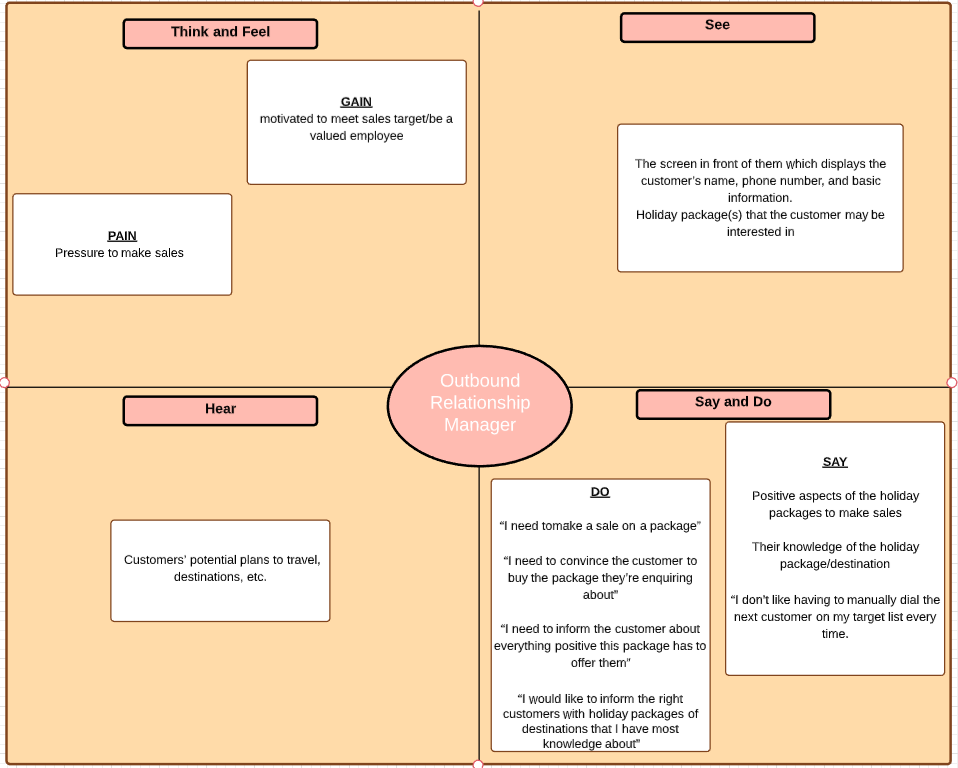 Think and Feel
GAIN
motivated to meet sales target/be a
valued employee
PAIN
Pressure to make sales
See
The screen in front of them which displays the
customer's name, phone number, and basic
information.
Holiday package(s) that the customer may be
interested in
Outbound
Relationship
Manager
Hear
Customers' potential plans to travel,
destinations, etc.
Say and Do
DO
“I need tomake a sale on a package”
“I need to convince the customer to
buy the package they're enquiring
about”
“I need to inform the customer about
everything positive this package has to
offer them”
“I would like to inform the right
customers with holiday packages of
destinations that I have most
knowledge about”
SAY
Positive aspects of the holiday
packages to make sales
Their knowledge of the holiday
package/destination
“I don't like having to manually dial the
next customer on my target list every
time.